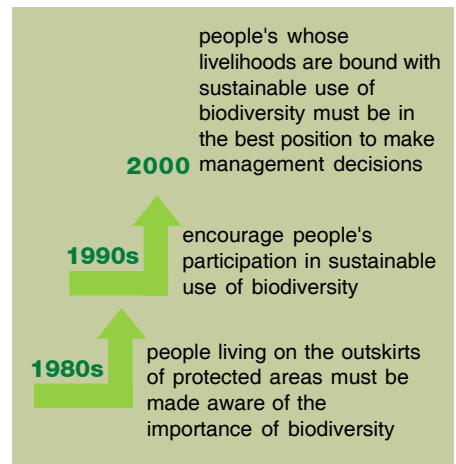 people's whose
livelihoods are bound with
sustainable use of
biodiversity must be in
the best position to make
2000 management decisions
1990s encourage people's
participation in sustainable
use of biodiversity
1980s people living on the outskirts
of protected areas must be
made aware of the
importance of biodiversity